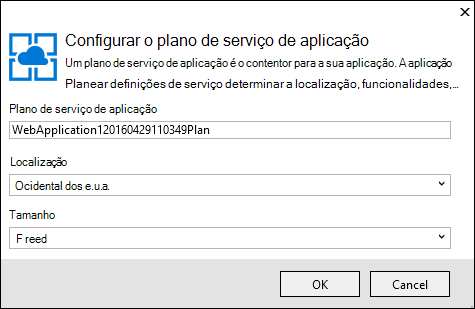 Configurar o plano de serviço de aplicação
Um plano de serviço de aplicação é o contentor para a sua aplicação. A aplicação
Planear definições de serviço determinar a localização, funcionalidades,...
Plano de serviço de aplicação
WebApplication120160429110349Plan
Localização
Ocidental dos e.u.a.
Tamanho
Freed
OK
Cancel